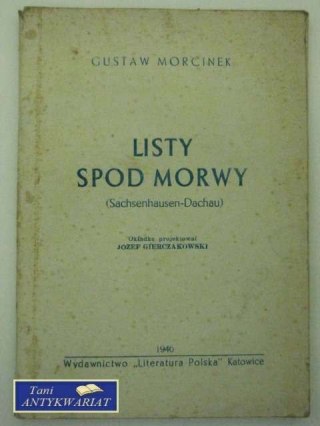 GUSTAW MORCINEK
LISTY
SPOD MORWY
(Sachsenhausen-Dachau)
Okładkę projektował
JÓZEF GIERCZAKOWSKI
1946
Wydawnictwo „Literatura Polska" Katowice
Tani
ANTYKWARIAT